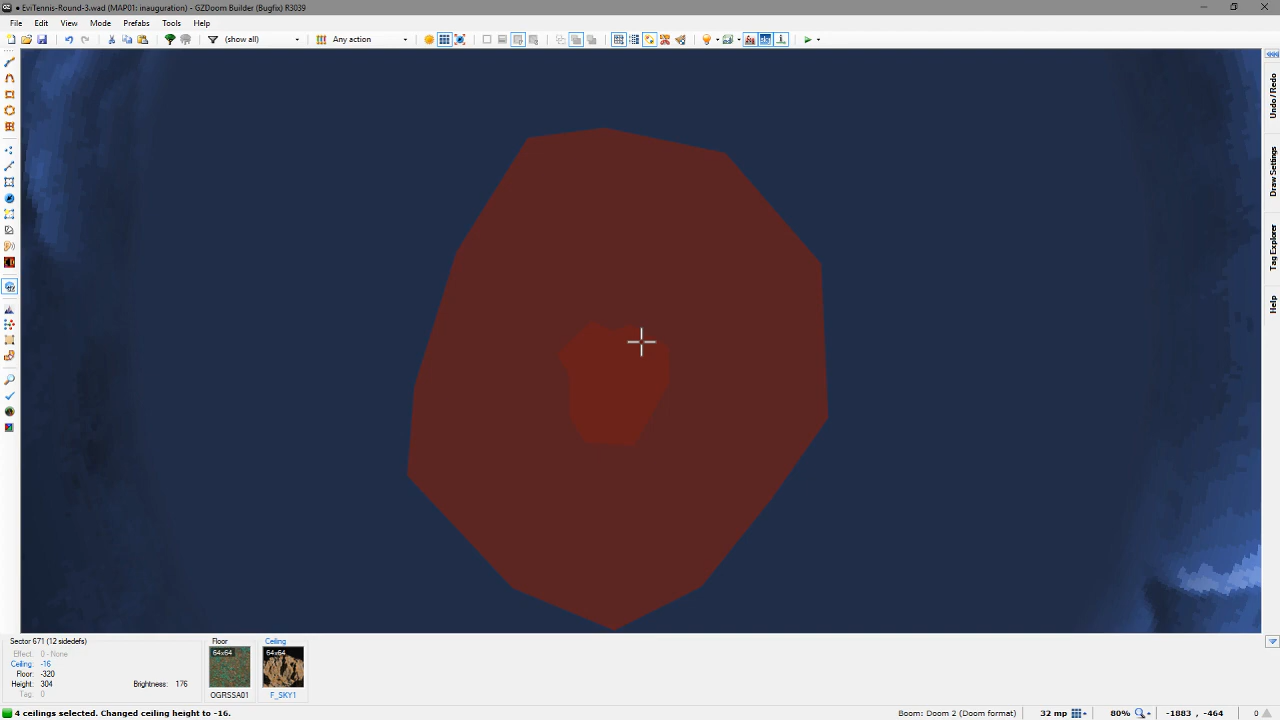 • EviTennis-Round-3.wad (MAP01: inauguration) - GZDoom Builder (Bugfix) R3039
File Edit View Mode Prefabs Tools Help
(show all) Any action
Undo / Redo
Draw Settings
Tag Explorer
Help
Sector 671 (12 sidedefs)
Effect: 0 - None
Ceiling: -16
Floor: -320
Height: 304 Brightness: 176
Tag: 0
Floor
64x64
OGRSSA01
Ceiling
64x64
F_SKY1
4 ceilings selected. Changed ceiling height to -16.
Boom: Doom 2 (Doom format) 32 mp 80% -1883 , -464 0